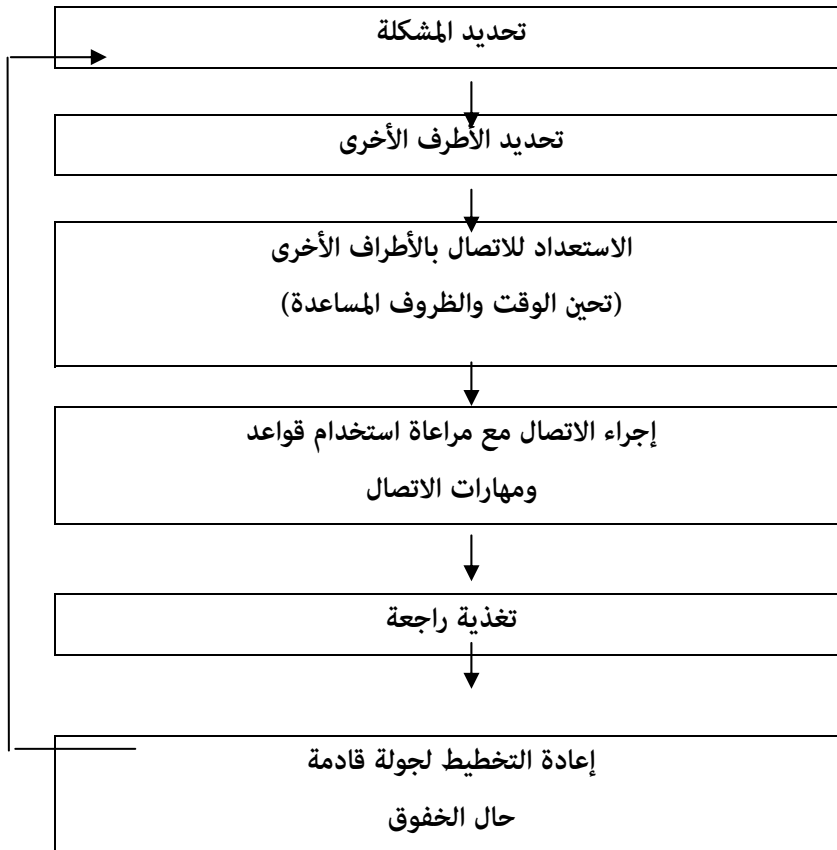 تحديد المشكلة
تحديد الأطرف الأخرى
الاستعداد للاتصال بالأطراف الأخرى
(تحين الوقت والظروف المساعدة)
إجراء الاتصال مع مراعاة استخدام قواعد
ومهارات الاتصال
تغذية راجعة
إعادة التخطيط لجولة قادمة
حال الخفوق